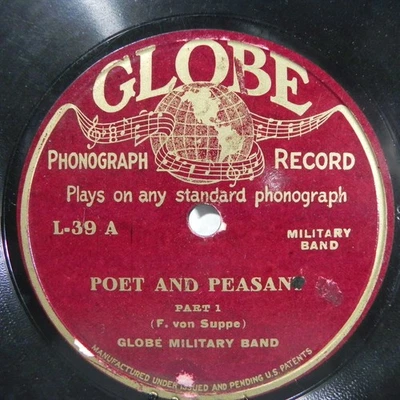 GLOBE
PHONOGRAPH RECORD
Plays on any standard phonograph
L-39 A
MILITARY
BAND
POET AND PEASANT
PART 1
(F. von Suppe)
GLOBE MILITARY BAND
MANUFACTURED UNDER ISSUED AND PENDING U.S. PATENTS